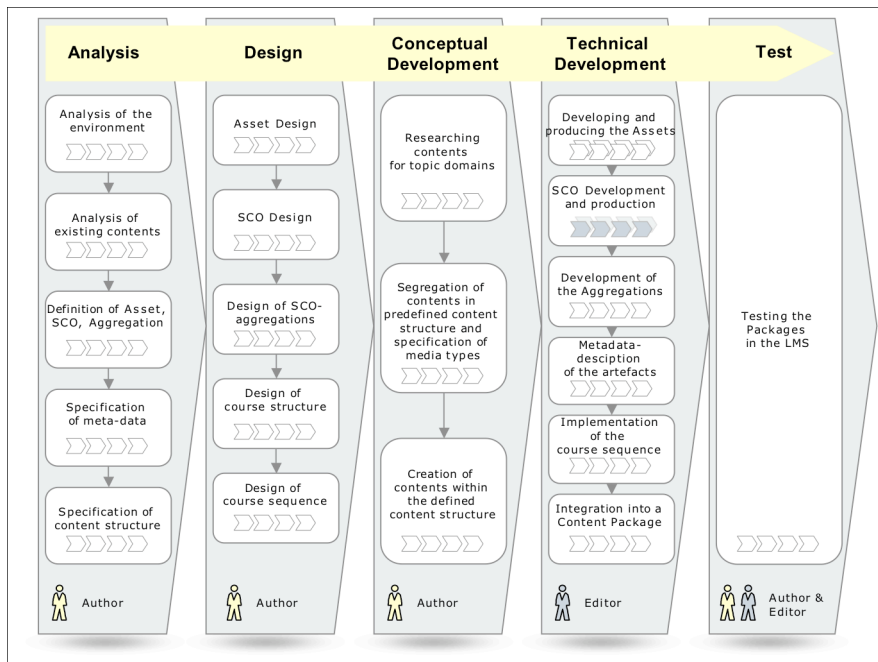 Analysis
Design
Conceptual
Development
Technical
Development
Test
Analysis of the
environment
Analysis of
existing contents
Definition of Asset,
SCO, Aggregation
Specification
of meta-data
Specification of
content structure
Author
Asset Design
SCO Design
Design of SCO-
aggregations
Design of
course structure
Design of
course sequence
Author
Researching
contents
for topic domains
Segregation of
contents in
predefined content
structure and
specification of
media types
Creation of
contents within
the defined
content structure
Author
Developing and
producing the Assets
SCO Development
and production
Development of
the Aggregations
Metadata-
desciption
of the artefacts
Implementation
of the
course sequence
Integration into a
Content Package
Editor
Testing the
Packages
in the LMS
Author &
Editor